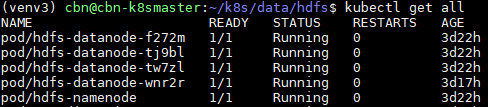 (venv3) cbn@cbn-k8smaster:~/k8s/data/hdfs$ kubectl get all
NAME READY STATUS RESTARTS AGE
pod/hdfs-datanode-f272m 1/1 Running 0 3d22h
pod/hdfs-datanode-tj9bl 1/1 Running 0 3d22h
pod/hdfs-datanode-tw7zl 1/1 Running 0 3d22h
pod/hdfs-datanode-wnr2r 1/1 Running 0 3d17h
pod/hdfs-namenode 1/1 Running 0 3d22h